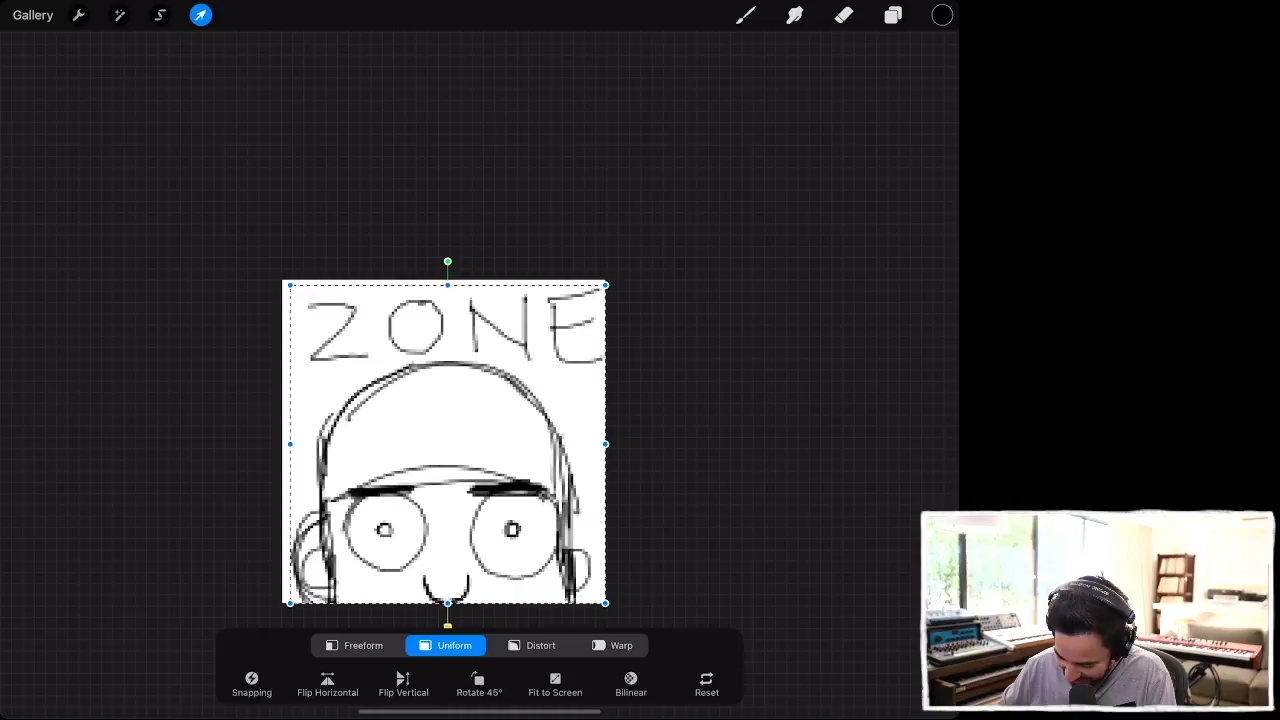 Gallery
ZONE
Freeform Uniform Distort Warp
Snapping Flip Horizontal Flip Vertical Rotate 45° Fit to Screen Bilinear Reset